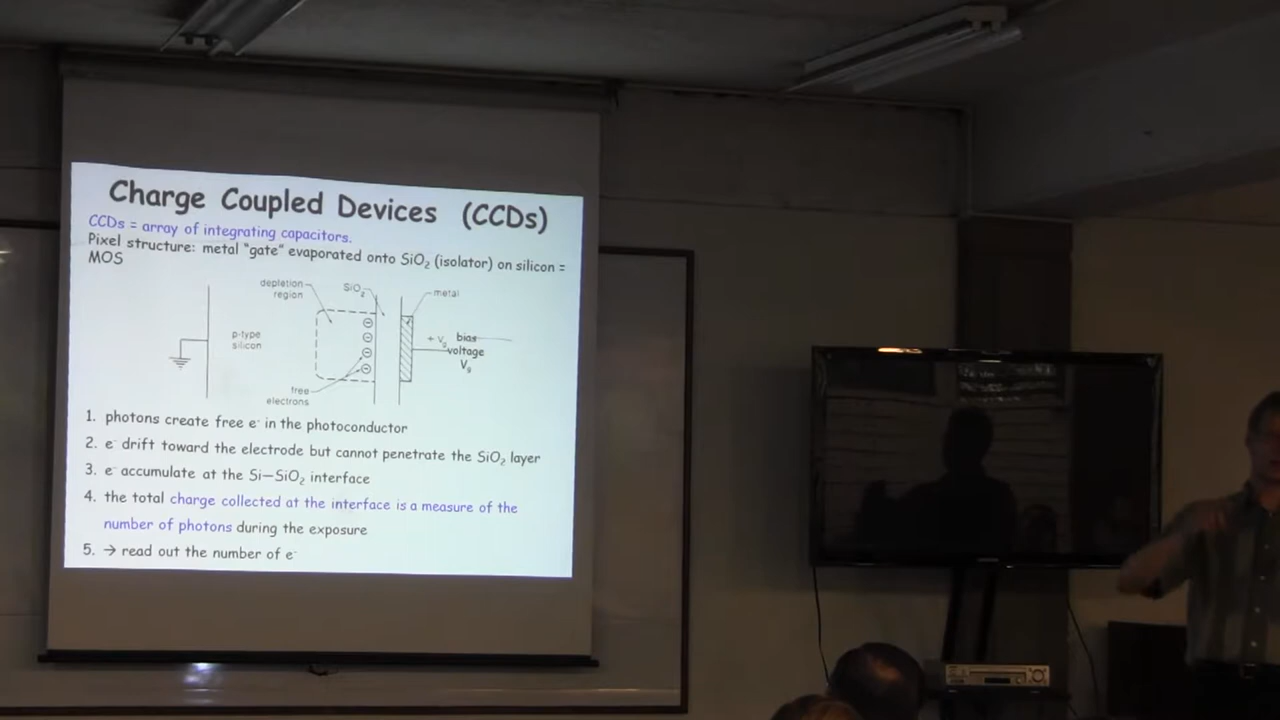 Charge Coupled Devices (CCDs)
CCDs = array of integrating capacitors.
Pixel structure: metal "gate" evaporated onto SiO₂ (isolator) on silicon =
MOS
depletion
region
SiO₂
metal
p-type
silicon
+ Vg
bias
voltage
Vg
free
electrons
1. photons create free e⁻ in the photoconductor
2. e⁻ drift toward the electrode but cannot penetrate the SiO₂ layer
3. e⁻ accumulate at the Si–SiO₂ interface
4. the total charge collected at the interface is a measure of the
number of photons during the exposure
5. → read out the number of e⁻